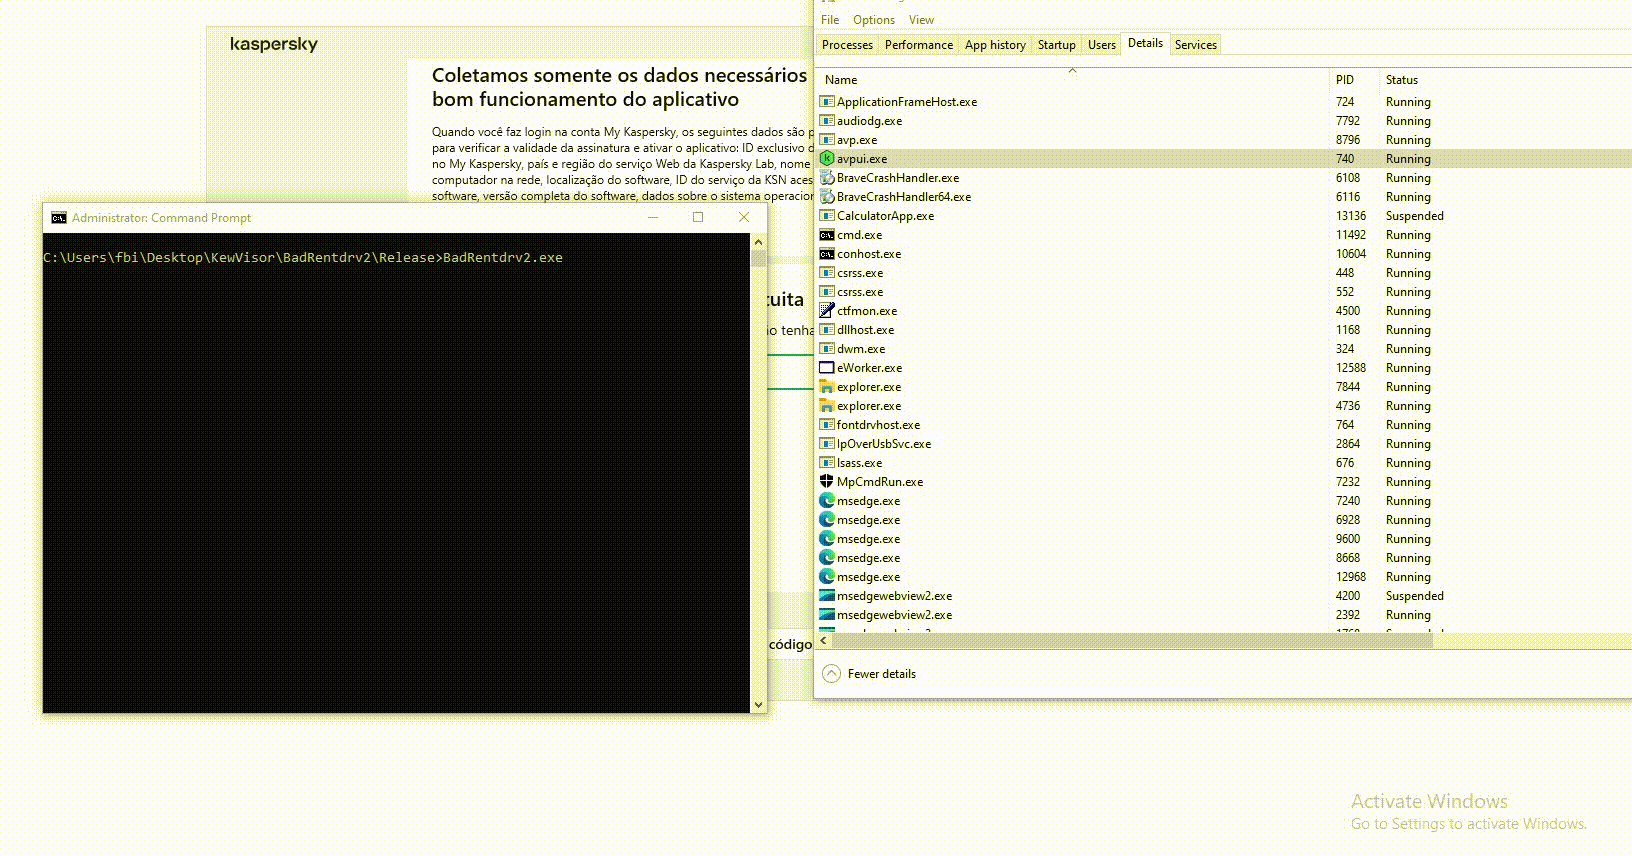 kaspersky
Coletamos somente os dados necessários
bom funcionamento do aplicativo
Quando você faz login na conta My Kaspersky, os seguintes dados são
para verificar a validade da assinatura e ativar o aplicativo: ID exclusivo
no My Kaspersky, país e região do serviço Web da Kaspersky Lab, nome
computador na rede, localização do software, ID do serviço da KSN
software, versão completa do software, dados sobre o sistema
Administrator: Command Prompt
C:\Users\fbi\Desktop\KewVisor\BadRentdrv2\Release>BadRentdrv2.exe
tenha
código
File Options View
Processes Performance App history Startup Users Details Services
Name PID Status
ApplicationFrameHost.exe 724 Running
audiodg.exe 7792 Running
avp.exe 8796 Running
avpui.exe 740 Running
BraveCrashHandler.exe 6108 Running
BraveCrashHandler64.exe 6116 Running
CalculatorApp.exe 13136 Suspended
cmd.exe 11492 Running
conhost.exe 10604 Running
csrss.exe 448 Running
csrss.exe 552 Running
ctfmon.exe 4500 Running
dllhost.exe 1168 Running
dwm.exe 324 Running
eWorker.exe 12588 Running
explorer.exe 7844 Running
explorer.exe 4736 Running
fontdrvhost.exe 764 Running
IpOverUsbSvc.exe 2864 Running
lsass.exe 676 Running
MpCmdRun.exe 7232 Running
msedge.exe 7240 Running
msedge.exe 6928 Running
msedge.exe 9600 Running
msedge.exe 8668 Running
msedge.exe 12968 Running
msedgewebview2.exe 4200 Suspended
msedgewebview2.exe 2392 Running
Fewer details
Activate Windows
Go to Settings to activate Windows.